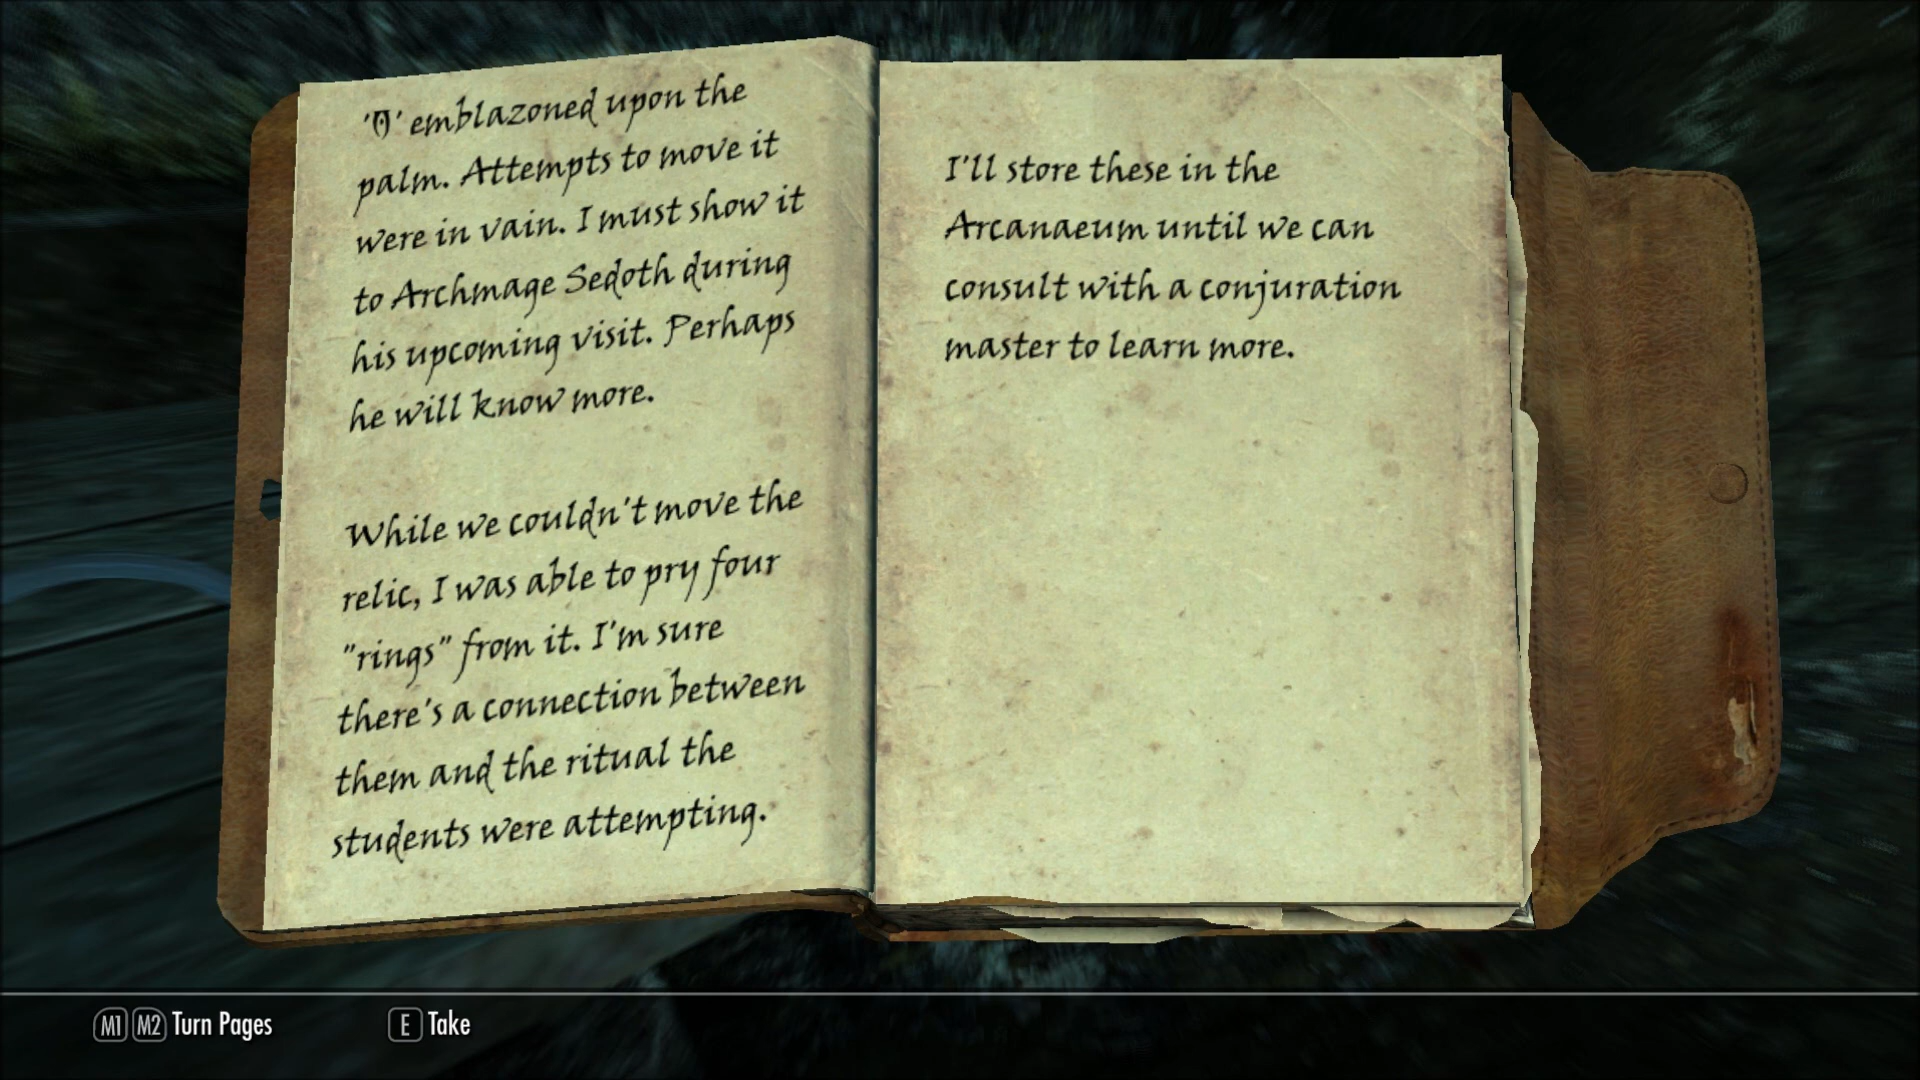 emblazoned upon the
palm. Attempts to move it
were in vain. I must show it
to Archmage Sedoth during
his upcoming visit. Perhaps
he will know more.
While we couldn't move the
relic, I was able to pry four
"rings" from it. I'm sure
there's a connection between
them and the ritual the
students were attempting.
I'll store these in the
Arcanaeum until we can
consult with a conjuration
master to learn more.
M1 M2 Turn Pages
E Take